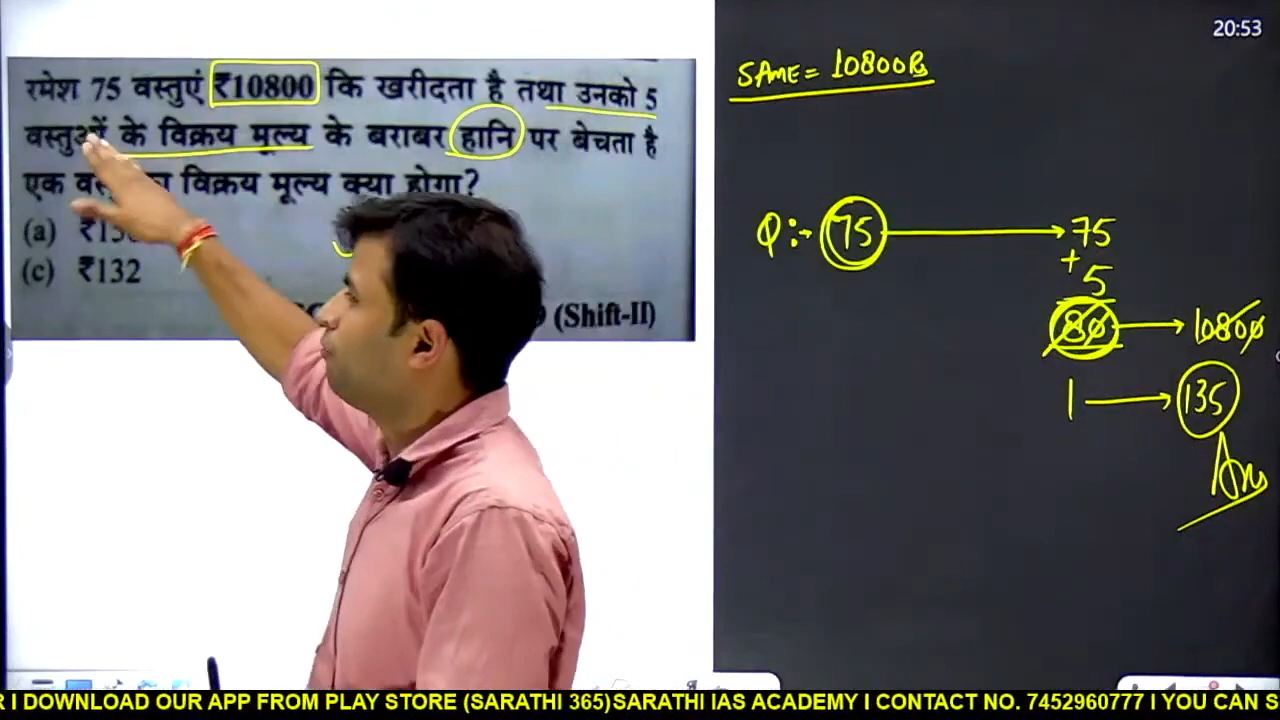 20:53
रमेश 75 वस्तुएं ₹10800 कि खरीदता है तथा उनको 5
वस्तुओं के विक्रय मूल्य के बराबर हानि पर बेचता है
एक विक्रय मूल्य क्या होगा?
(a)
(c) ₹132
(Shift-II)
SAME = 10800Rs
Q:- 75 → 75
+
5
80 → 10800
1 → 135
Ans
R I DOWNLOAD OUR APP FROM PLAY STORE (SARATHI 365)SARATHI IAS ACADEMY I CONTACT NO. 7452960777 I YOU CAN S